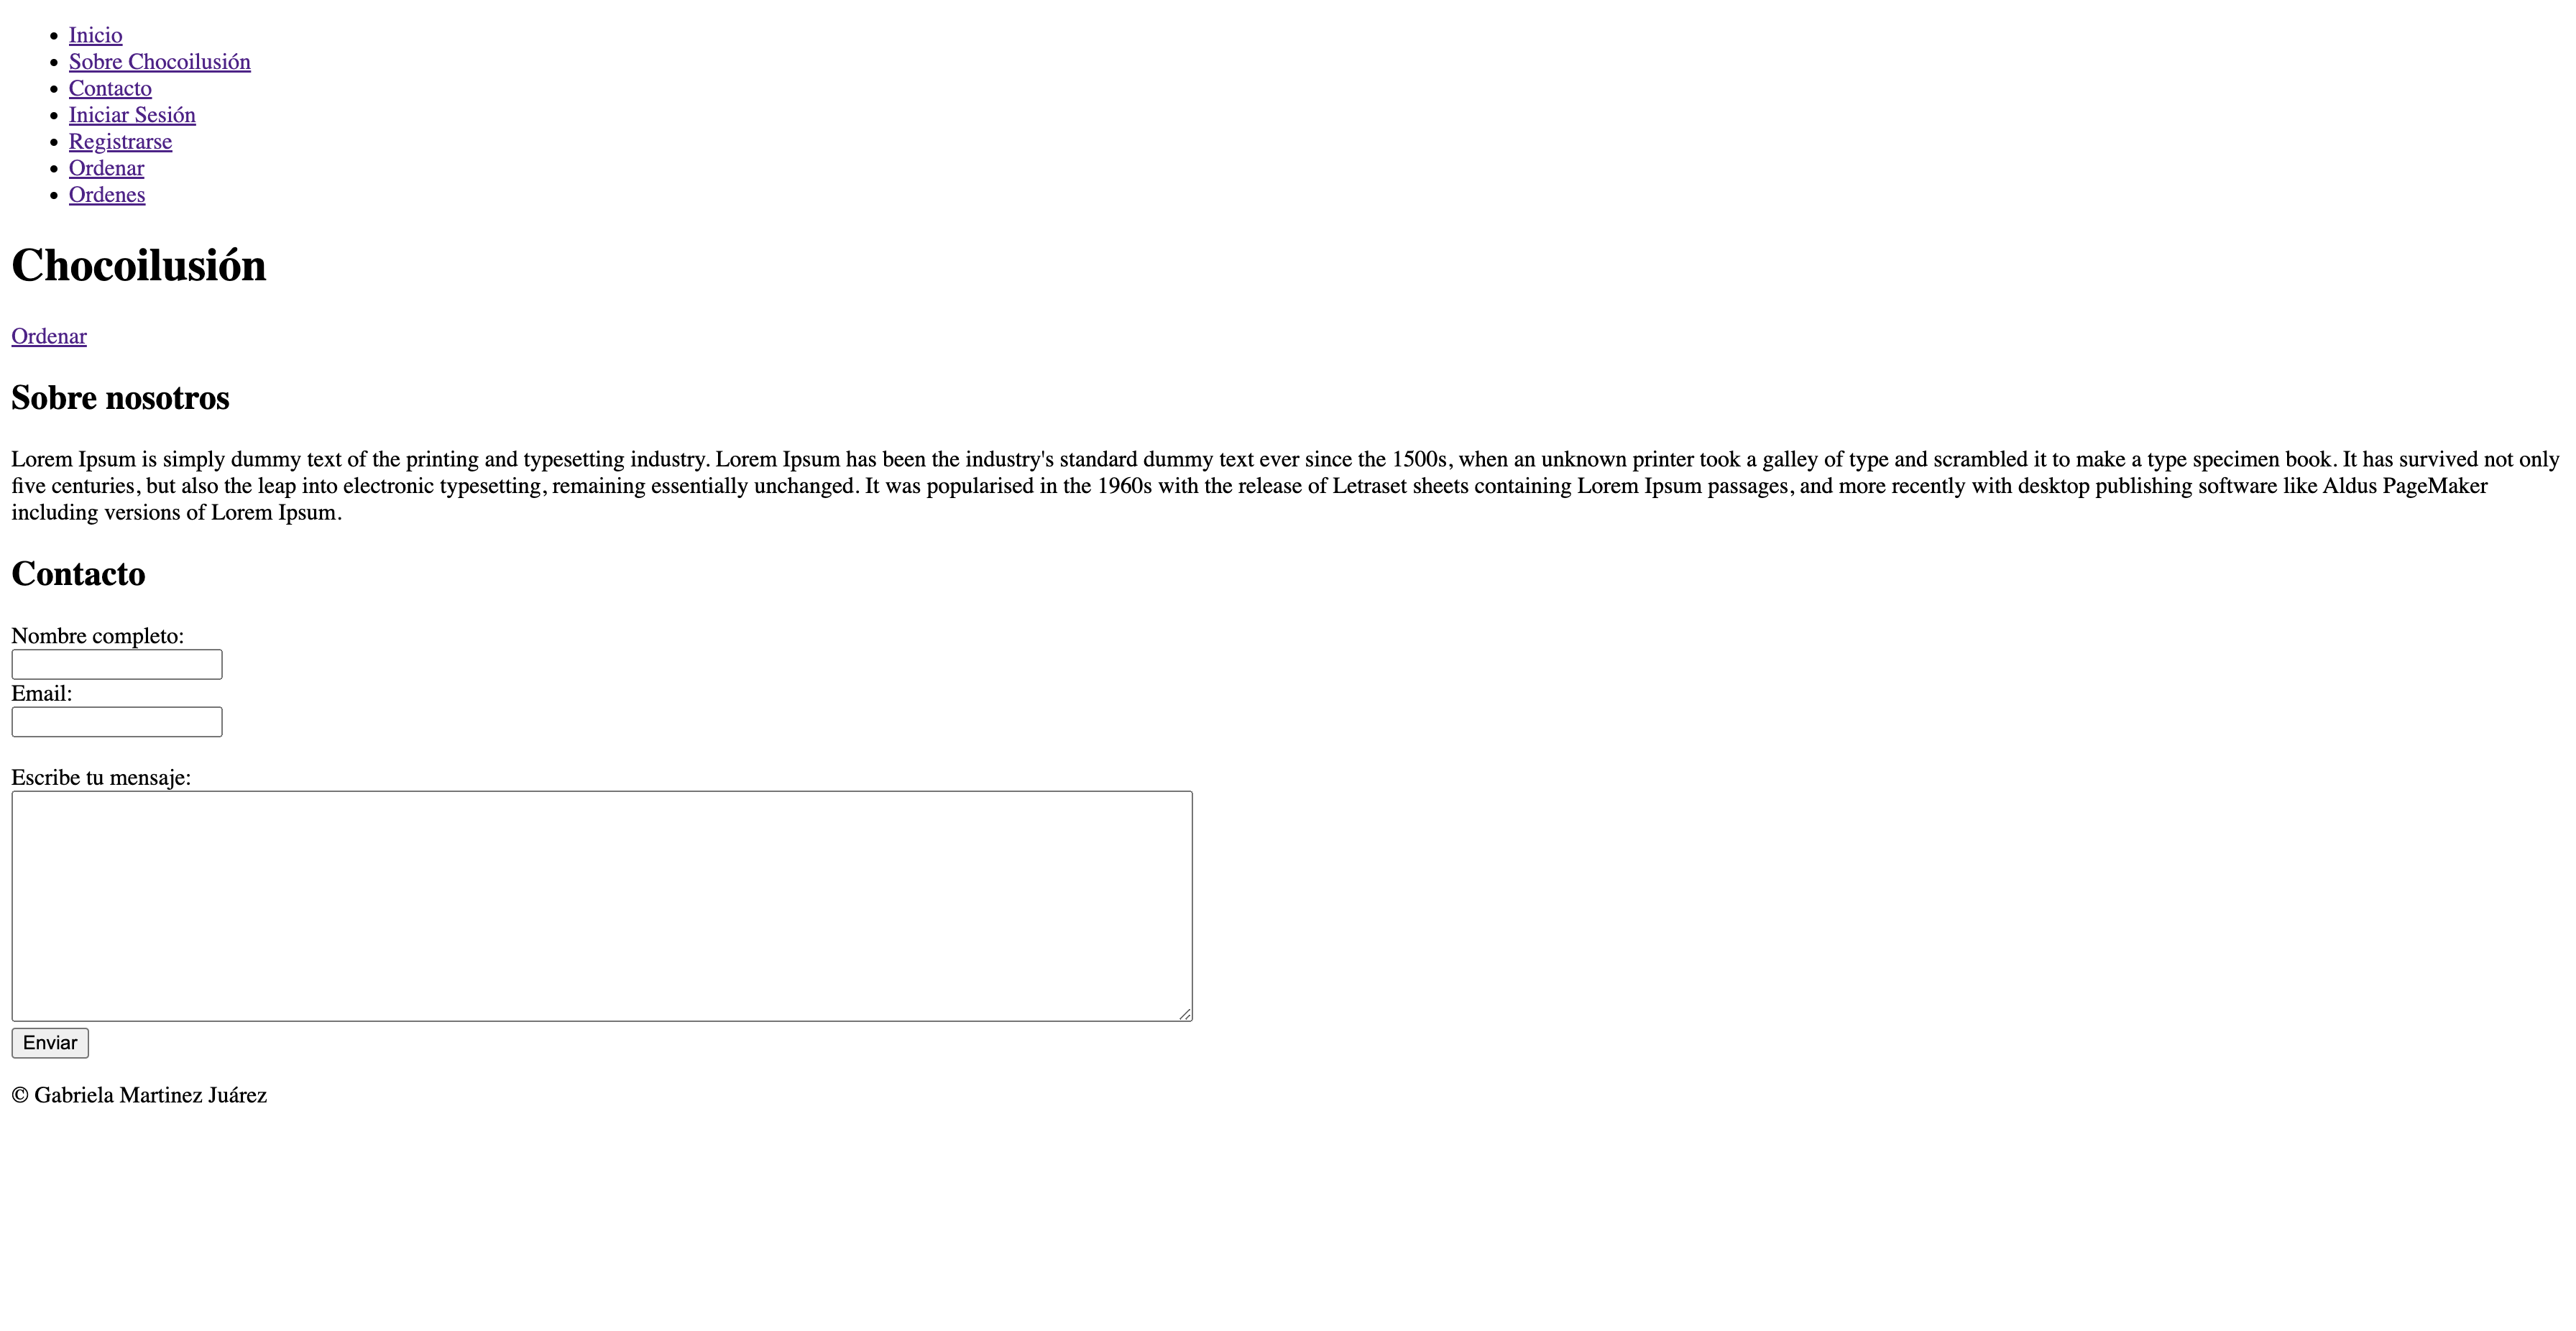 Inicio
Sobre Chocoilusión
Contacto
Iniciar Sesión
Registrarse
Ordenar
Ordenes
Chocoilusión
Ordenar
Sobre nosotros
Lorem Ipsum is simply dummy text of the printing and typesetting industry. Lorem Ipsum has been the industry's standard dummy text ever since the 1500s, when an unknown printer took a galley of type and scrambled it to make a type specimen book. It has survived not only
five centuries, but also the leap into electronic typesetting, remaining essentially unchanged. It was popularised in the 1960s with the release of Letraset sheets containing Lorem Ipsum passages, and more recently with desktop publishing software like Aldus PageMaker
including versions of Lorem Ipsum.
Contacto
Nombre completo:
Email:
Escribe tu mensaje:
Enviar
© Gabriela Martinez Juárez